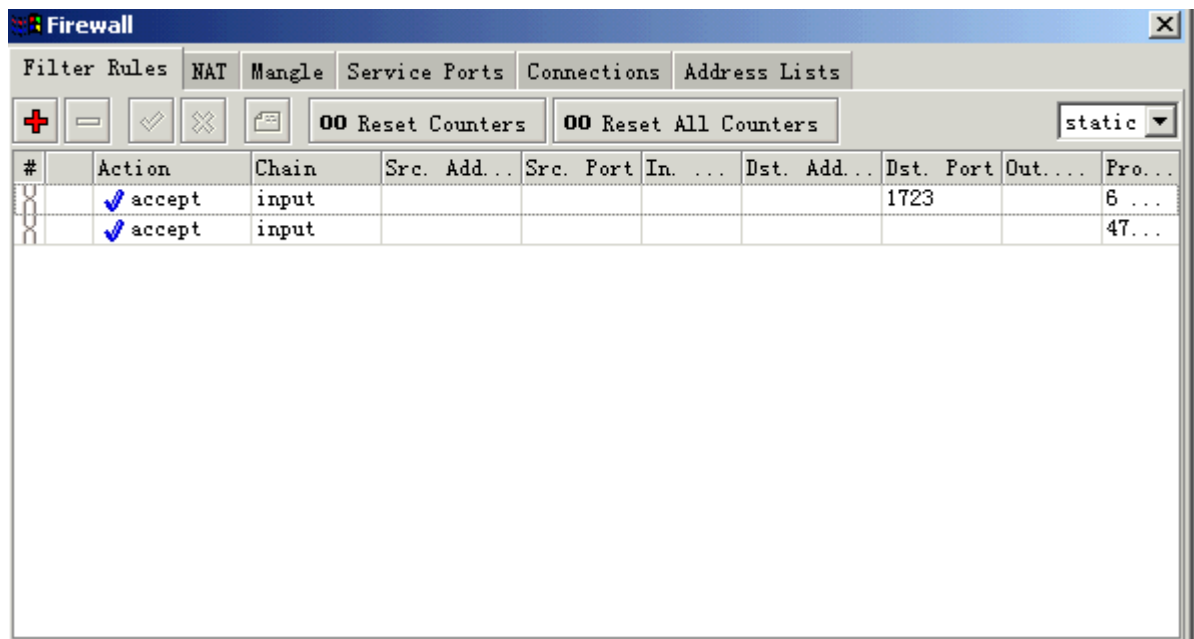 Firewall
Filter Rules NAT Mangle Service Ports Connections Address Lists
00 Reset Counters 00 Reset All Counters static
# Action Chain Src. Add... Src. Port In. ... Dst. Add... Dst. Port Out.... Pro...
accept input 1723 6 ...
accept input 47...